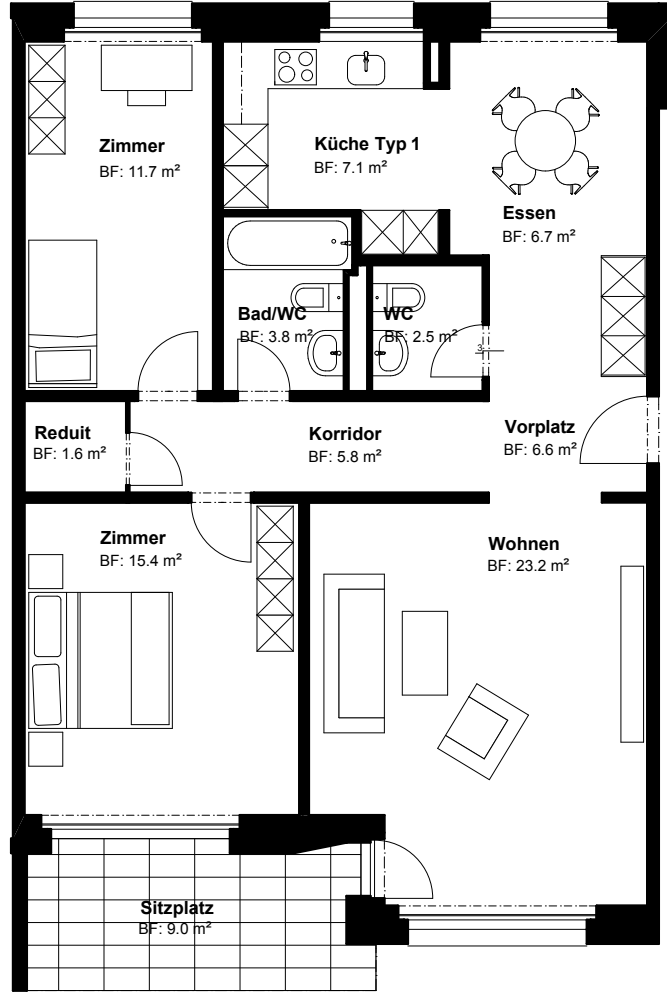 Zimmer
BF: 11.7 m²
Küche Typ 1
BF: 7.1 m²
Essen
BF: 6.7 m²
Bad/WC
BF: 3.8 m²
WC
BF: 2.5 m²
3
Reduit
BF: 1.6 m²
Korridor
BF: 5.8 m²
Vorplatz
BF: 6.6 m²
Zimmer
BF: 15.4 m²
Wohnen
BF: 23.2 m²
Sitzplatz
BF: 9.0 m²